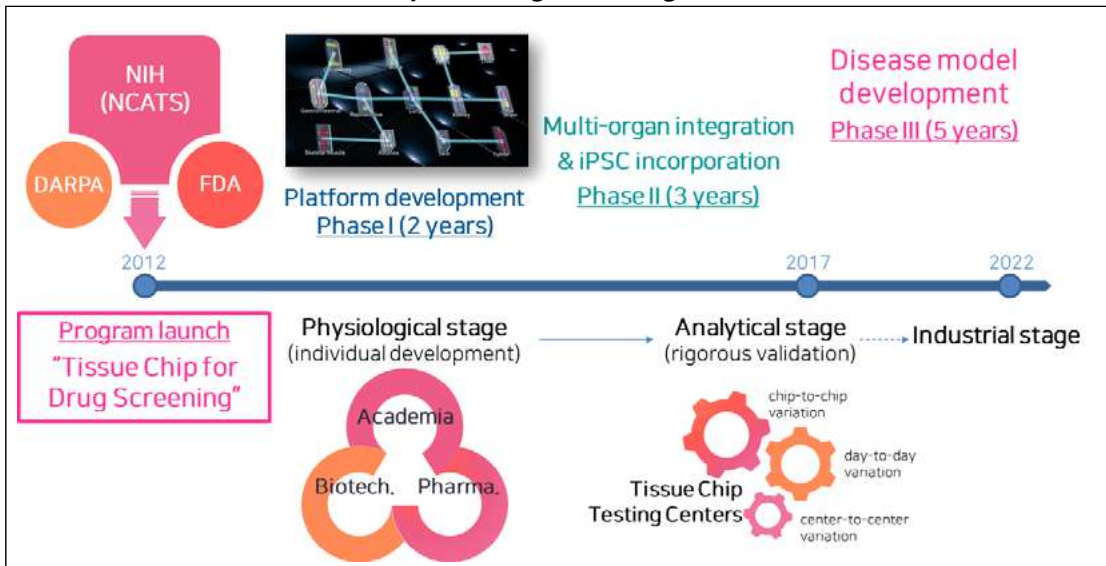 NIH
(NCATS)
DARPA
FDA
Platform development
Phase I (2 years)
Multi-organ integration
& iPSC incorporation
Phase II (3 years)
Disease model
development
Phase III (5 years)
2012
2017
2022
Program launch
"Tissue Chip for
Drug Screening"
Physiological stage
(individual development)
Analytical stage
(rigorous validation)
Industrial stage
Academia
Biotech.
Pharma.
Tissue Chip
Testing Centers
chip-to-chip
variation
day-to-day
variation
center-to-center
variation